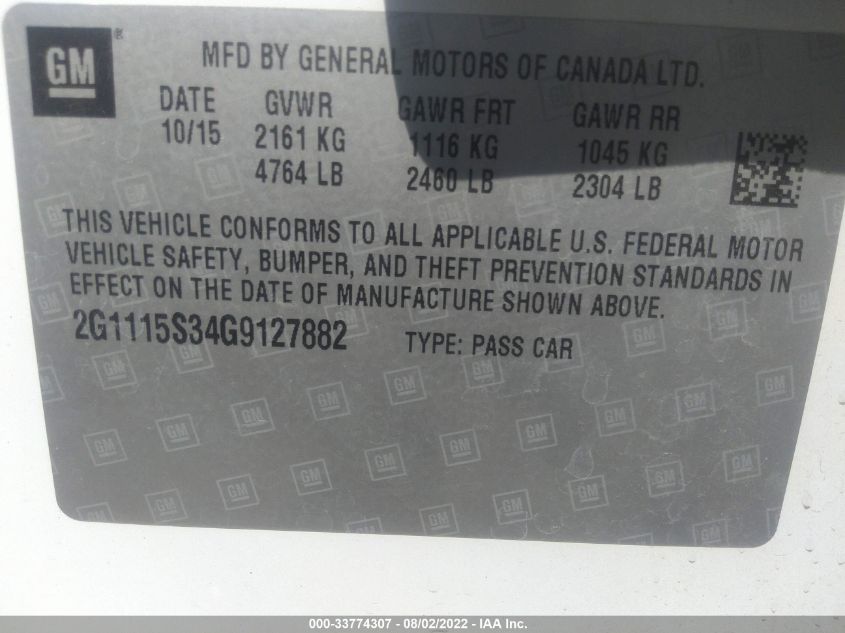 GM ®
MFD BY GENERAL MOTORS OF CANADA LTD.
DATE GVWR GAWR FRT GAWR RR
10/15 2161 KG 1116 KG 1045 KG
4764 LB 2460 LB 2304 LB
THIS VEHICLE CONFORMS TO ALL APPLICABLE U.S. FEDERAL MOTOR
VEHICLE SAFETY, BUMPER, AND THEFT PREVENTION STANDARDS IN
EFFECT ON THE DATE OF MANUFACTURE SHOWN ABOVE.
2G1115S34G9127882 TYPE: PASS CAR
000-33774307 - 08/02/2022 - IAA Inc.